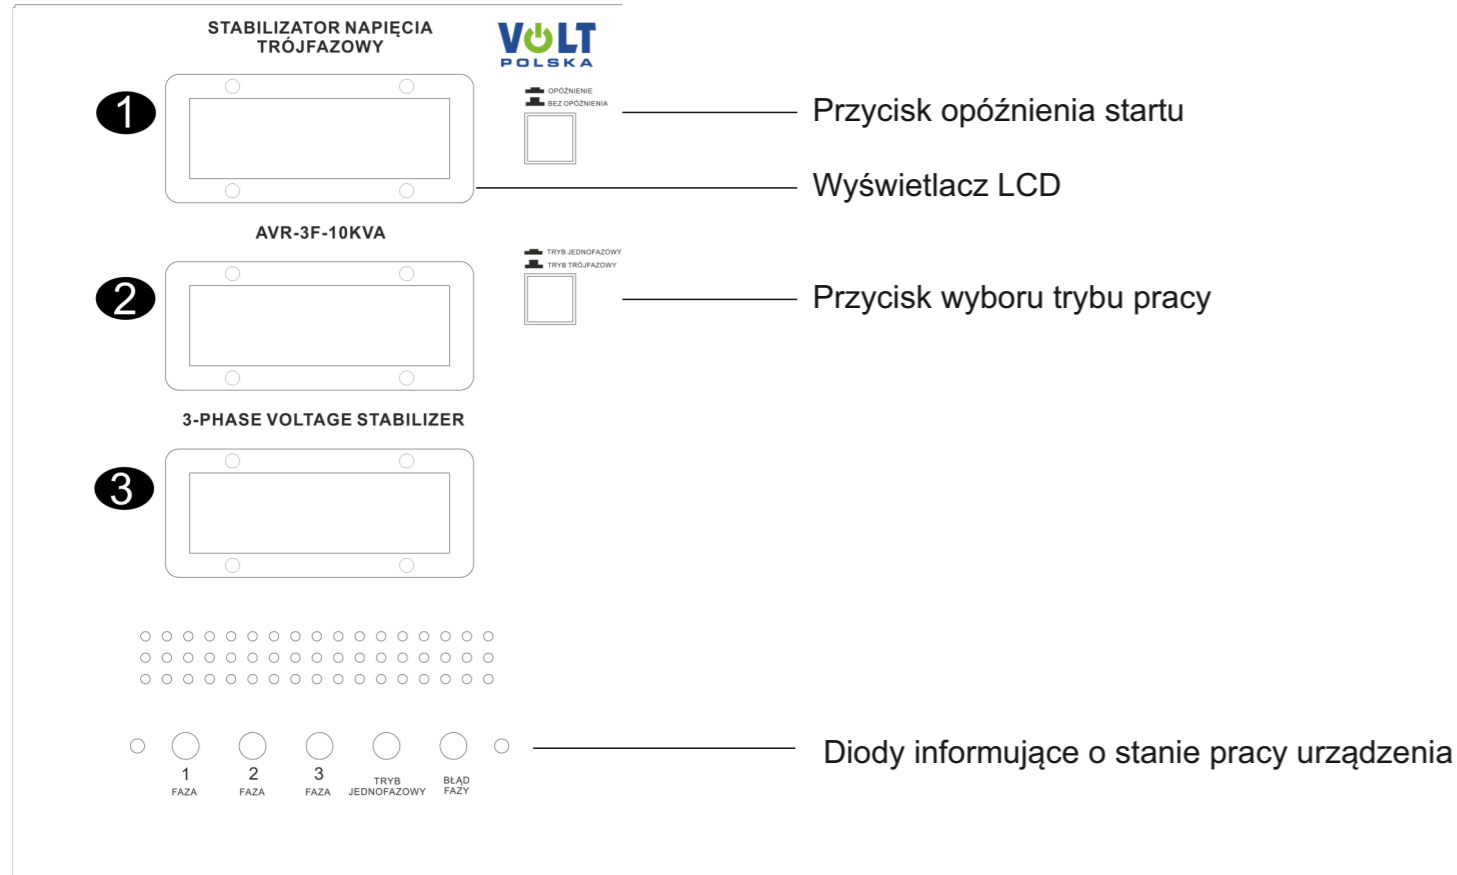 STABILIZATOR NAPIĘCIA
TRÓJFAZOWY
VOLT
POLSKA
1
OPÓŹNIENIE
BEZ OPÓŹNIENIA
Przycisk opóźnienia startu
Wyświetlacz LCD
AVR-3F-10KVA
2
TRYB JEDNOFAZOWY
TRYB TRÓJFAZOWY
Przycisk wyboru trybu pracy
3-PHASE VOLTAGE STABILIZER
3
Diody informujące o stanie pracy urządzenia
1
FAZA
2
FAZA
3
FAZA
TRYB
JEDNOFAZOWY
BŁĄD
FAZY